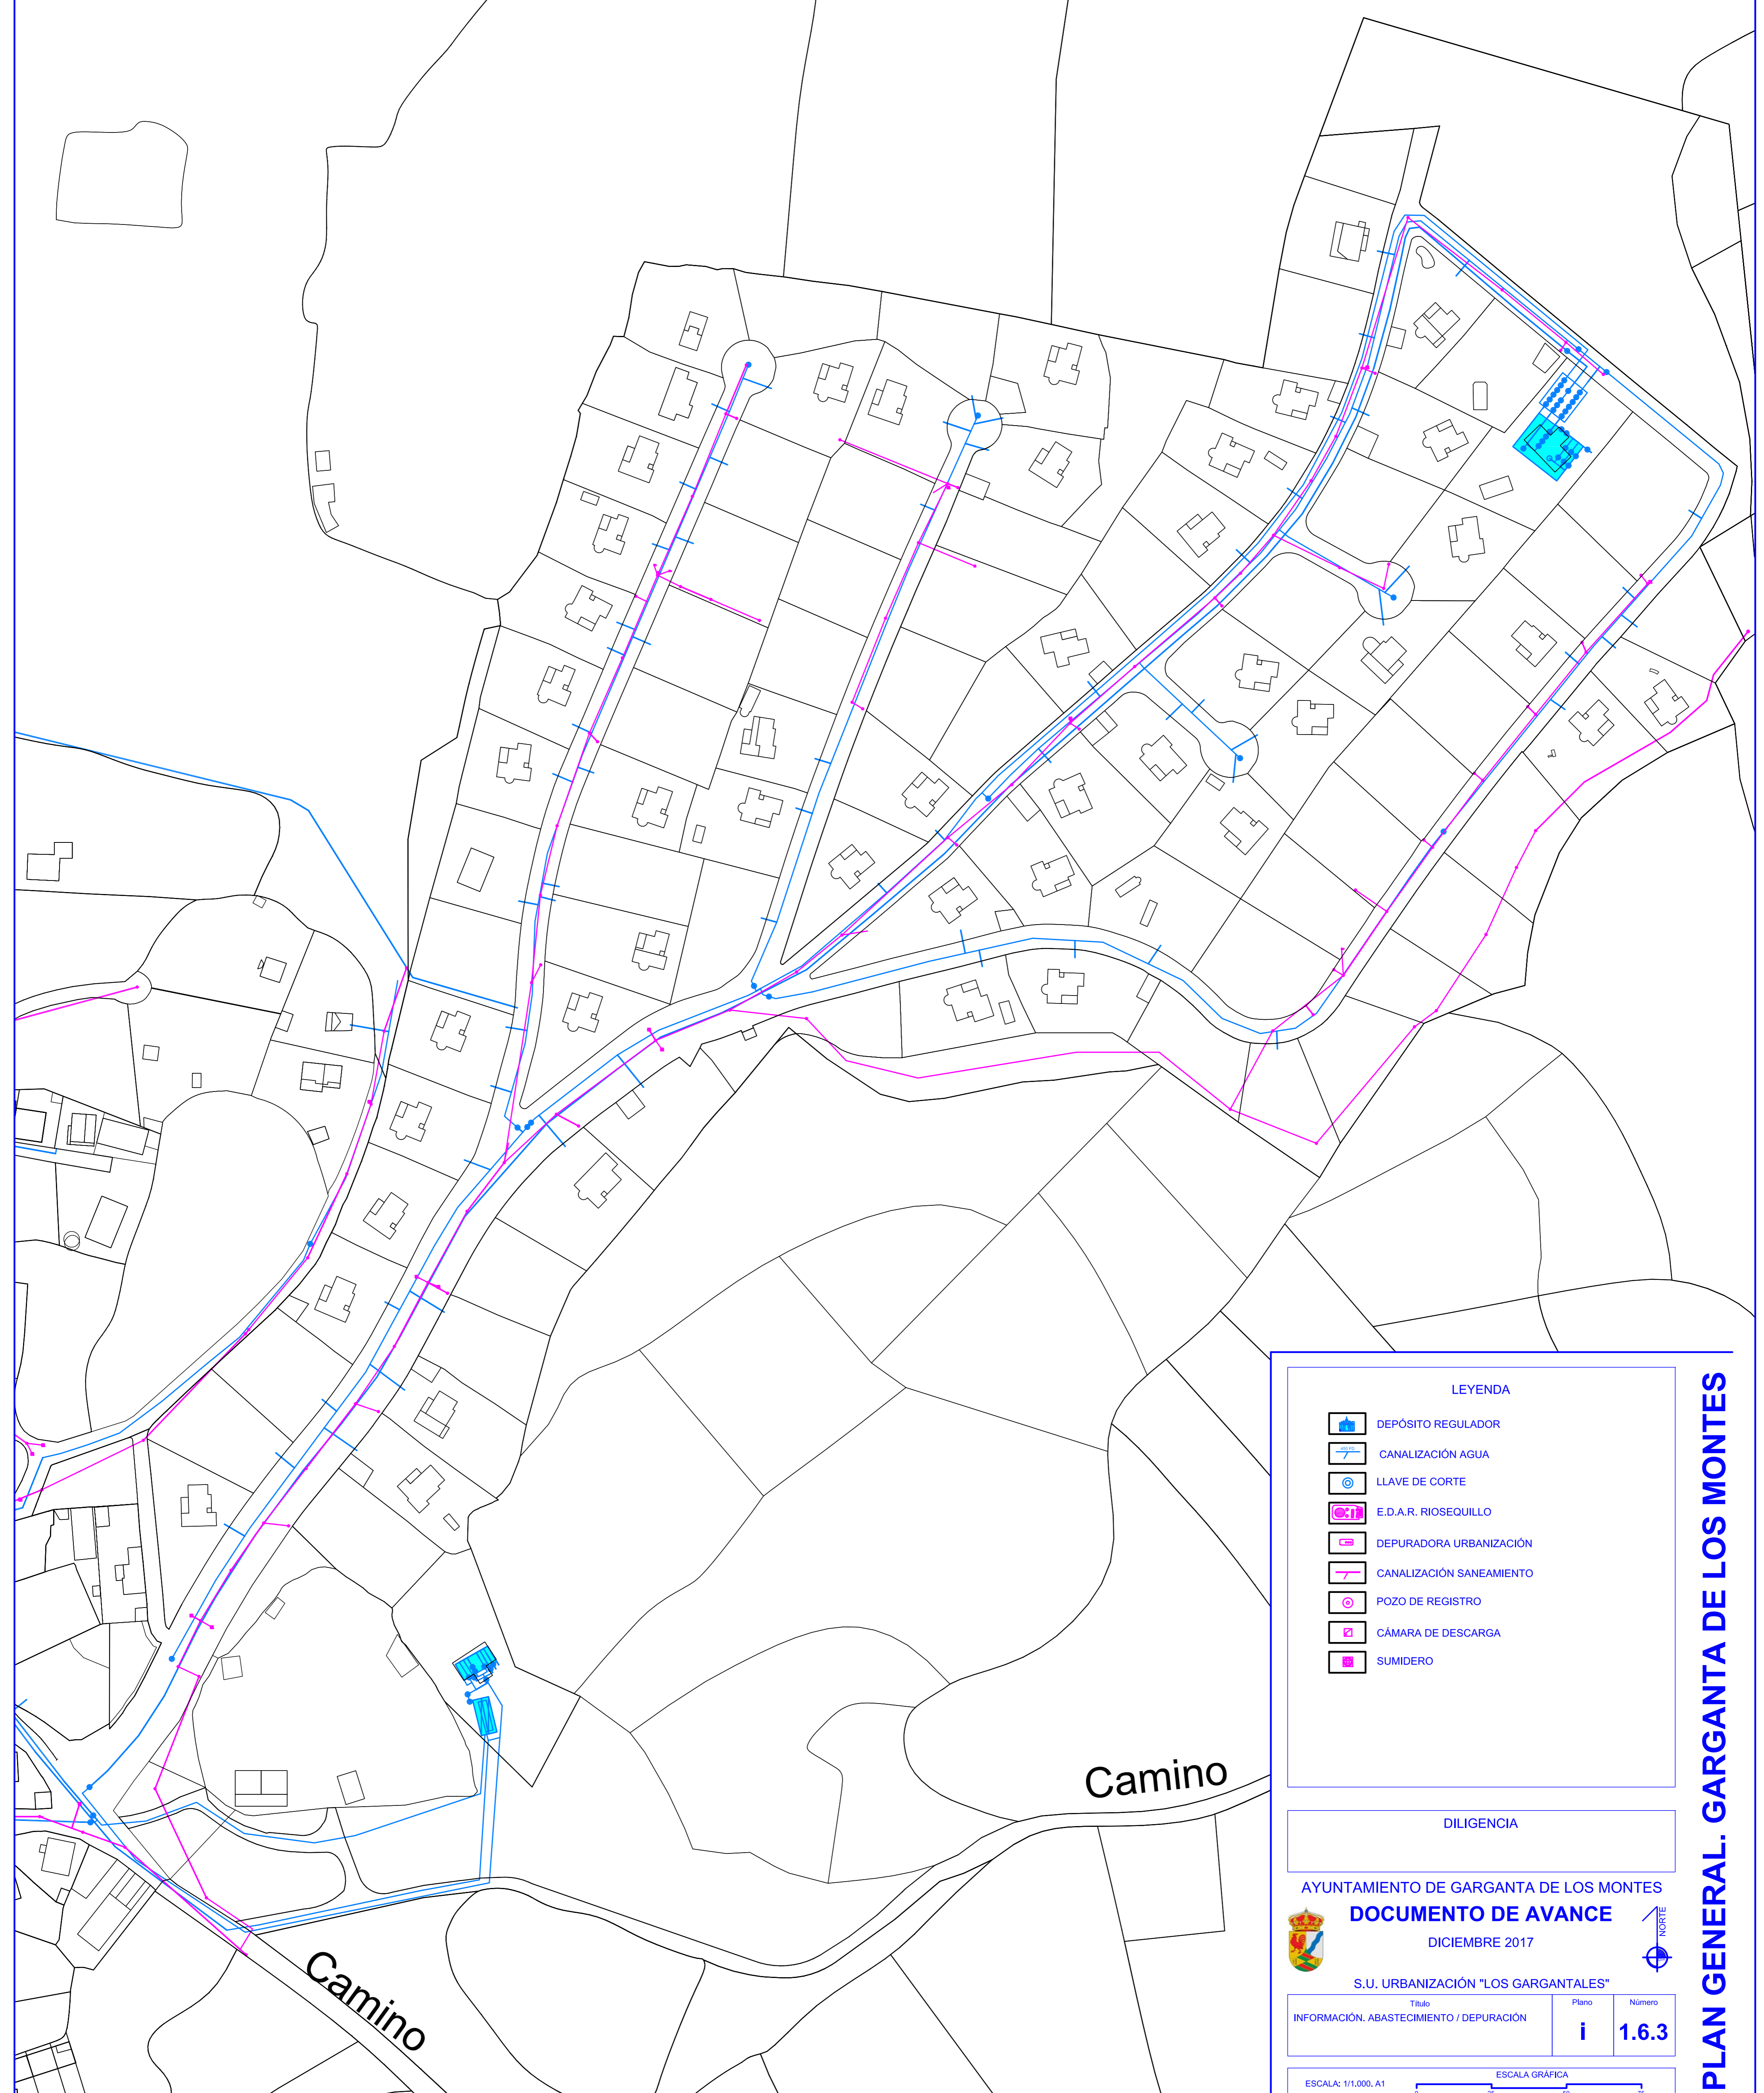 Camino
Camino
LEYENDA
DEPÓSITO REGULADOR
CANALIZACIÓN AGUA
LLAVE DE CORTE
E.D.A.R. RIOSEQUILLO
DEPURADORA URBANIZACIÓN
CANALIZACIÓN SANEAMIENTO
POZO DE REGISTRO
CÁMARA DE DESCARGA
SUMIDERO
DILIGENCIA
AYUNTAMIENTO DE GARGANTA DE LOS MONTES
DOCUMENTO DE AVANCE
NORTE
DICIEMBRE 2017
S.U. URBANIZACIÓN "LOS GARGANTALES"
Título Plano Número
INFORMACIÓN. ABASTECIMIENTO / DEPURACIÓN i 1.6.3
ESCALA GRÁFICA
ESCALA: 1/1.000. A1
PLAN GENERAL. GARGANTA DE LOS MONTES